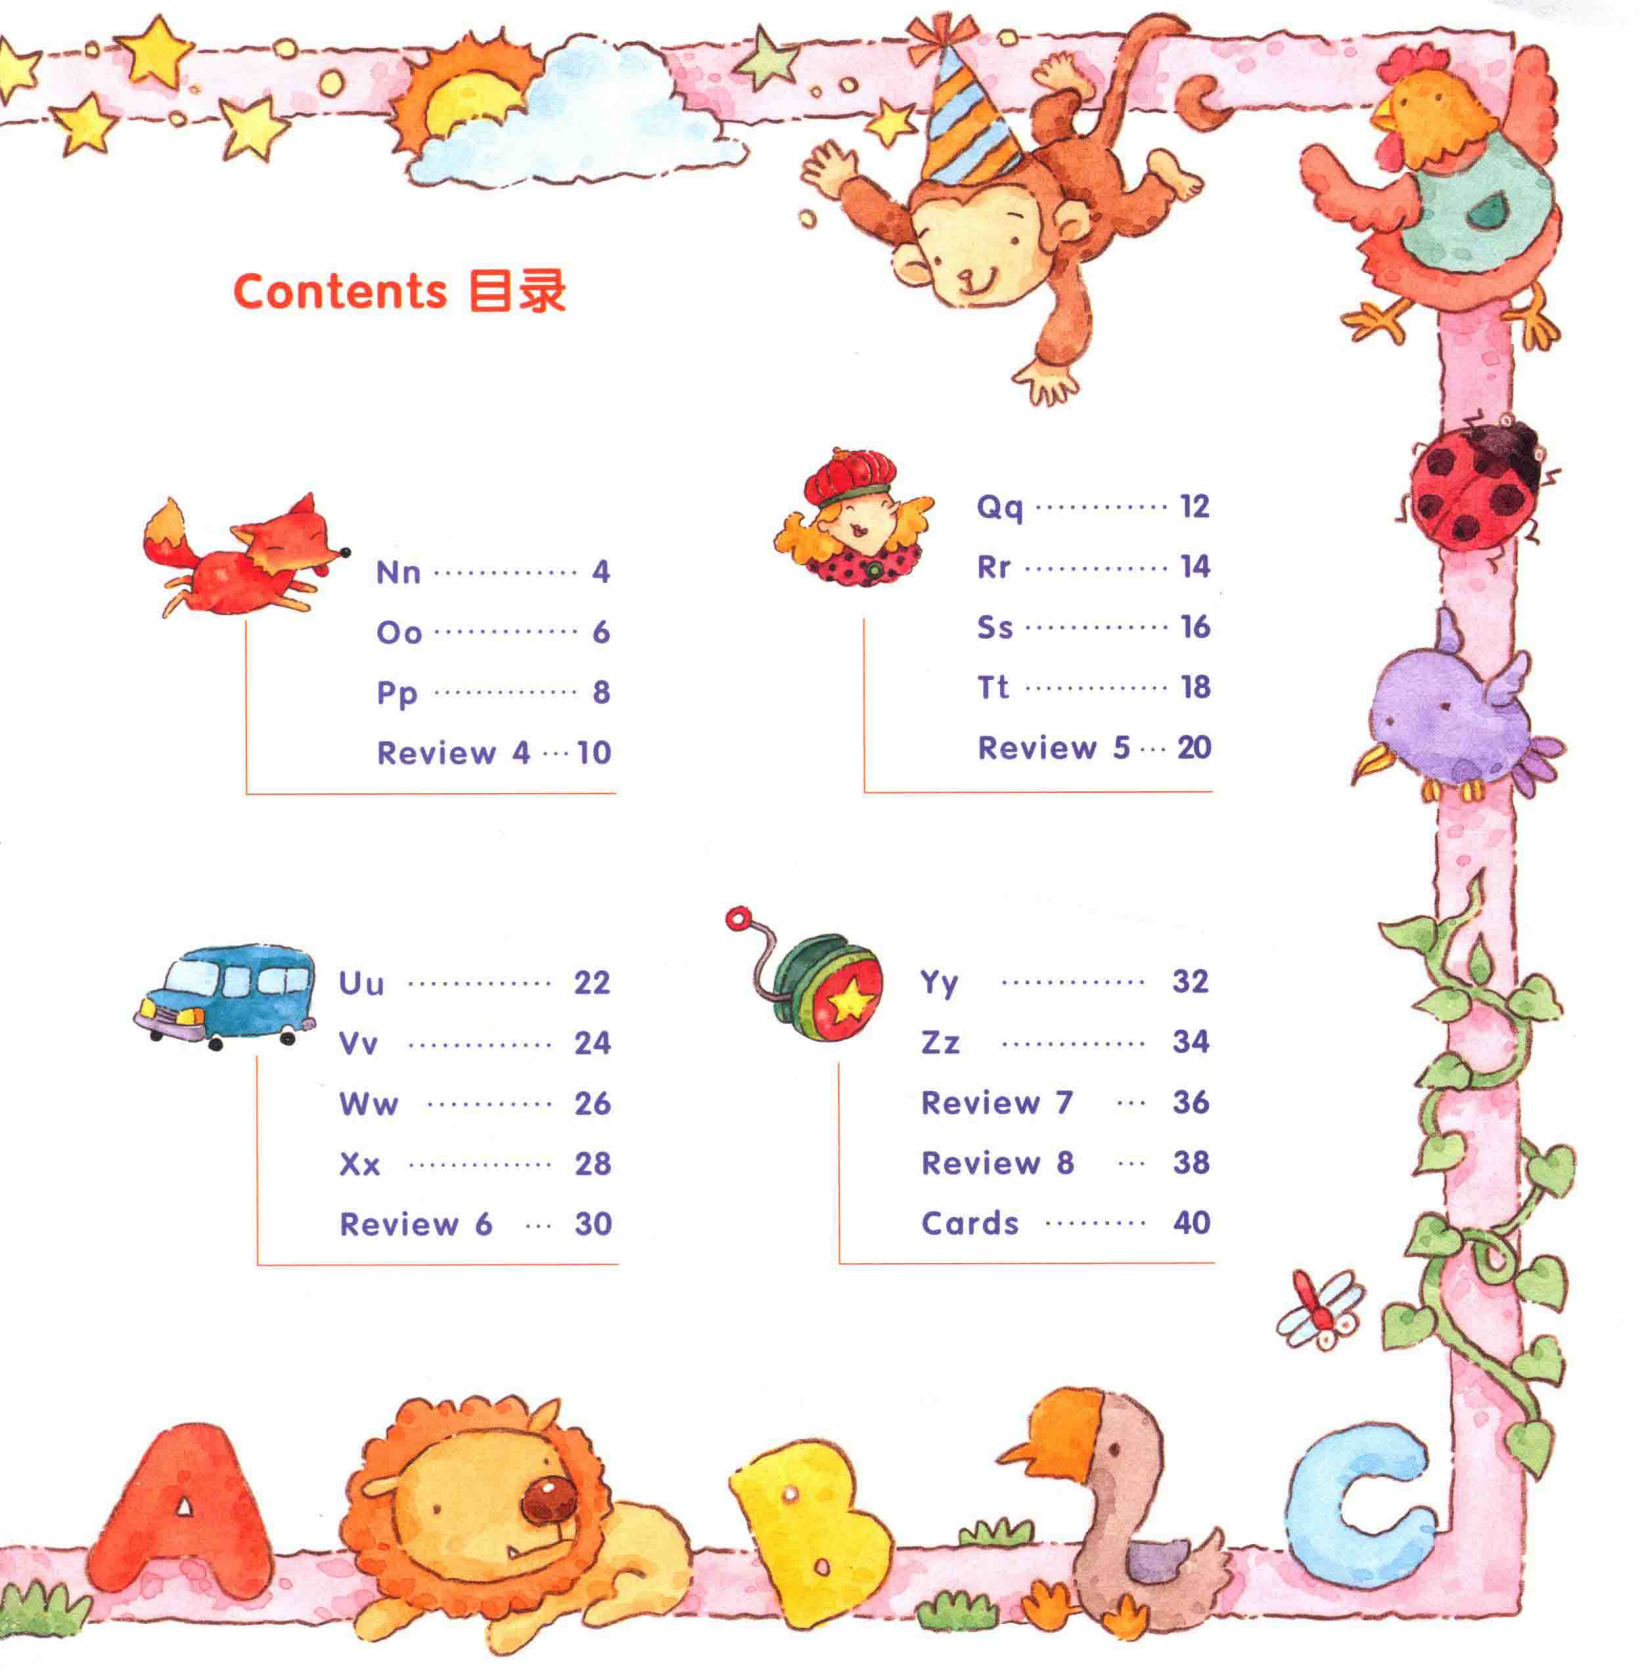 Contents 目录
Nn ············· 4
Oo ············· 6
Pp ············· 8
Review 4 ···10
Qq ············ 12
Rr ············· 14
Ss ············· 16
Tt ············· 18
Review 5 ··· 20
Uu ············· 22
Vv ············· 24
Ww ··········· 26
Xx ············· 28
Review 6 ··· 30
Yy ············· 32
Zz ············· 34
Review 7 ··· 36
Review 8 ··· 38
Cards ········· 40
A B C